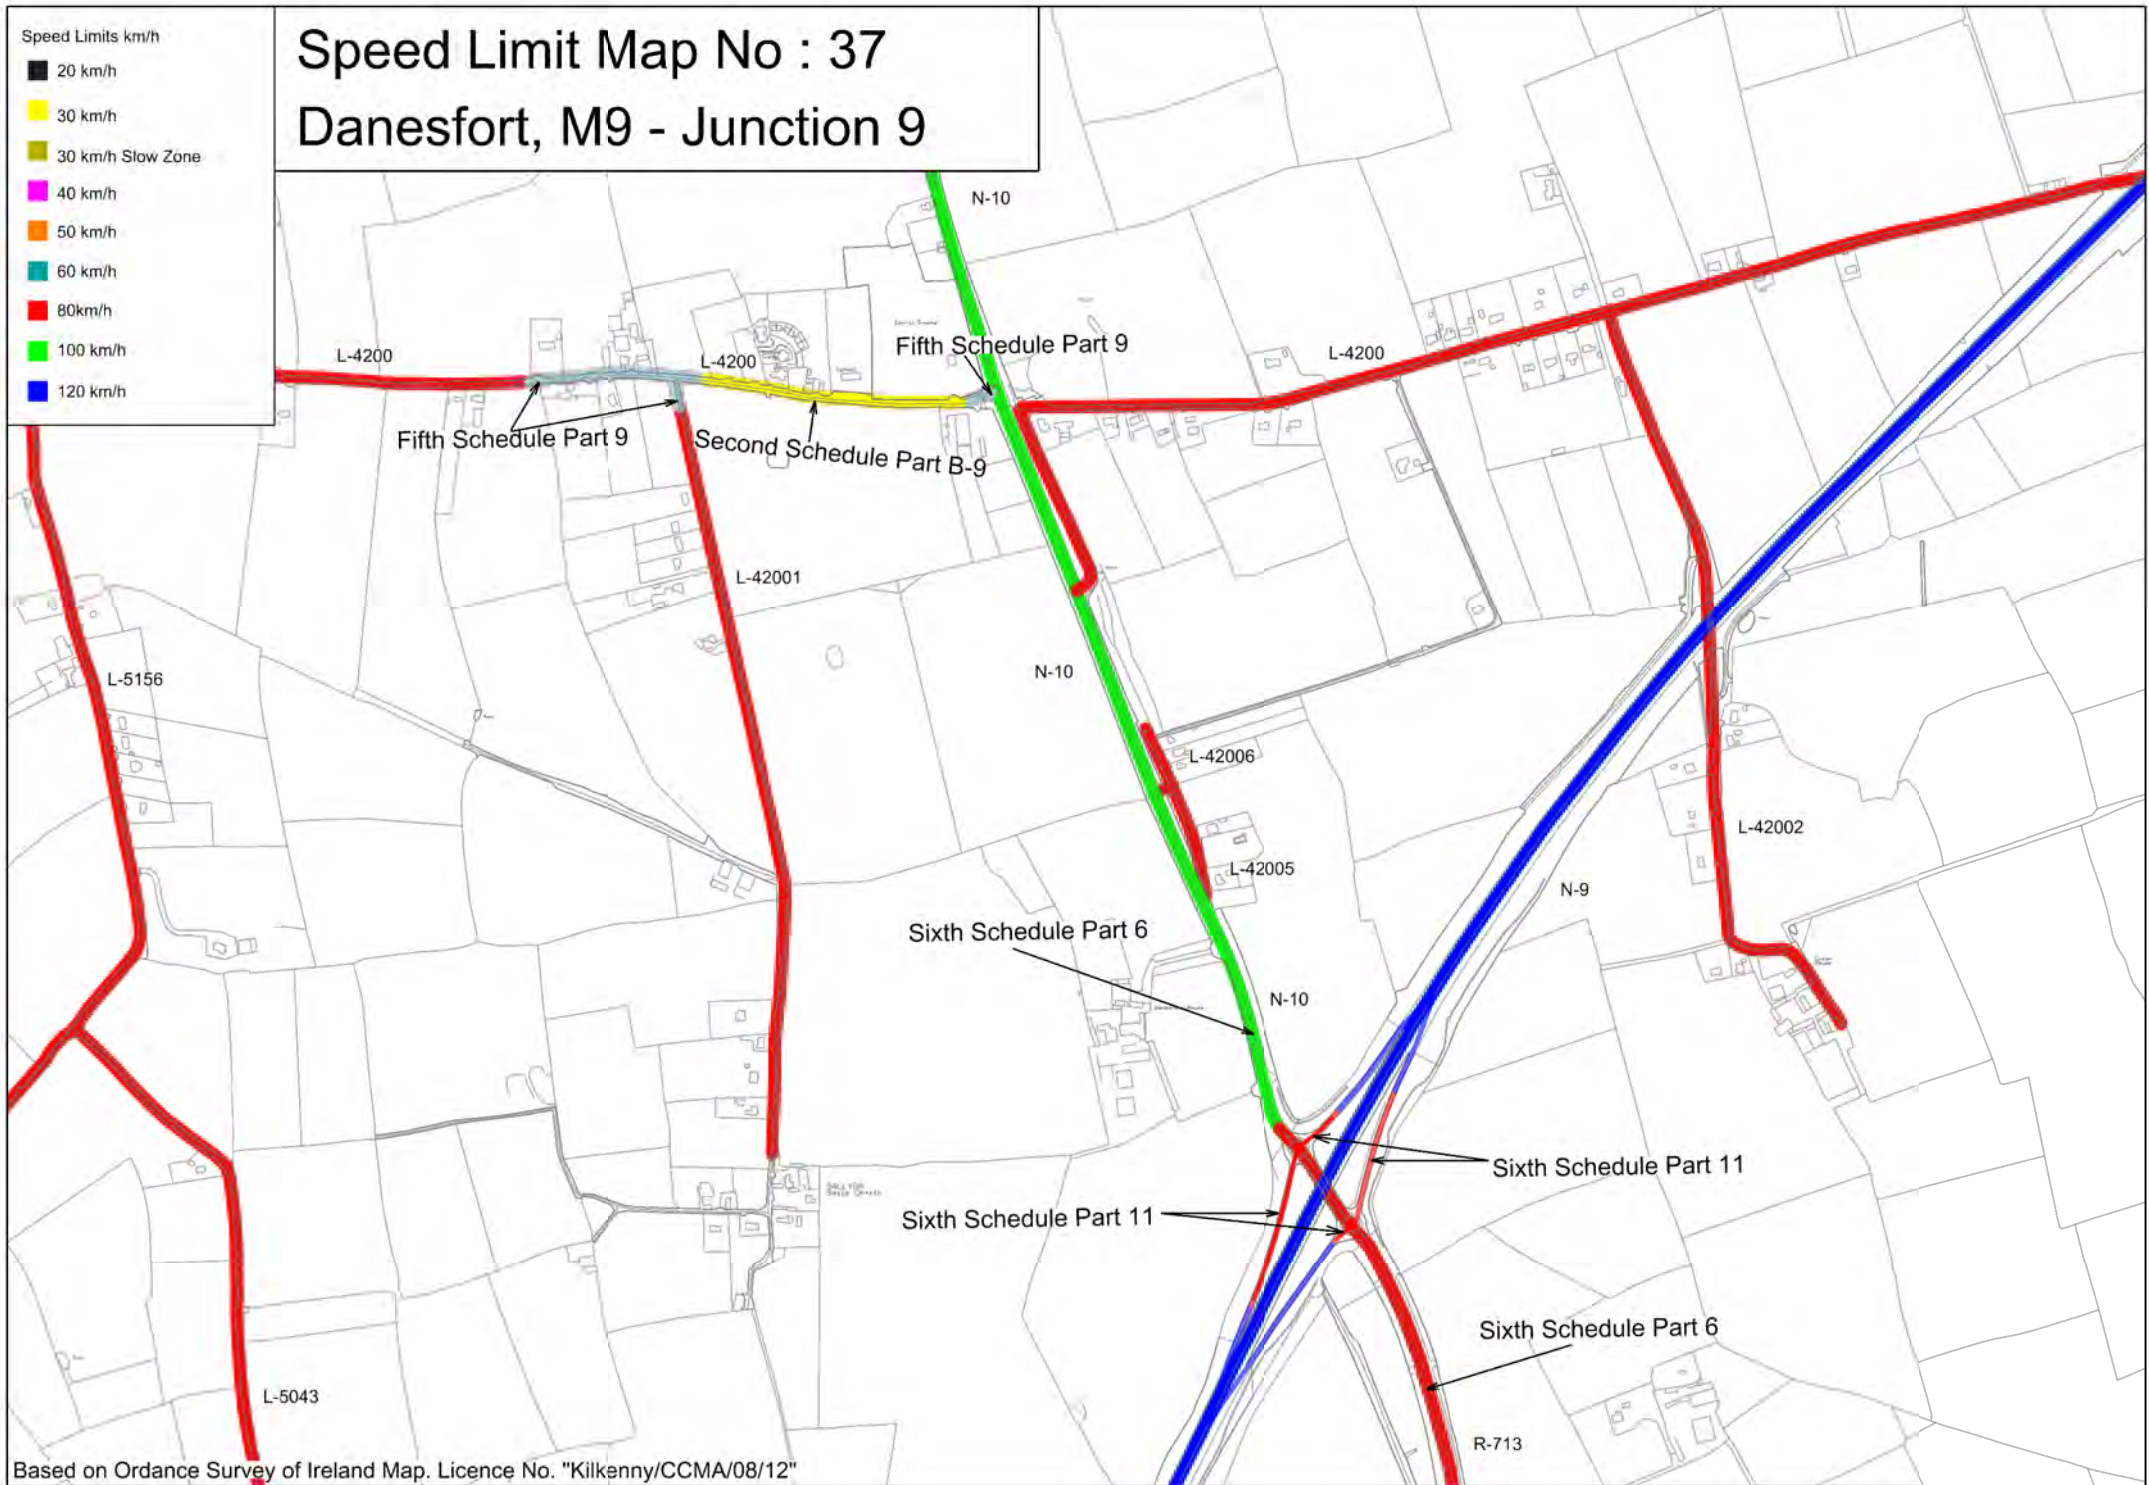 Speed Limits km/h
20 km/h
30 km/h
30 km/h Slow Zone
40 km/h
50 km/h
60 km/h
80km/h
100 km/h
120 km/h
Speed Limit Map No : 37
Danesfort, M9 - Junction 9
N-10
L-4200
L-4200
Fifth Schedule Part 9
L-4200
Fifth Schedule Part 9
Second Schedule Part B-9
L-42001
L-5156
N-10
L-42006
L-42005
L-42002
N-9
Sixth Schedule Part 6
N-10
Sixth Schedule Part 11
Sixth Schedule Part 11
Sixth Schedule Part 6
L-5043
R-713
Based on Ordance Survey of Ireland Map. Licence No. "Kilkenny/CCMA/08/12"